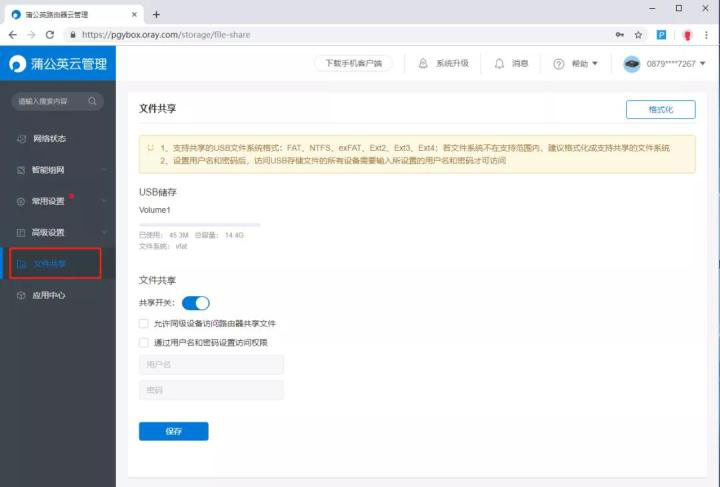 蒲公英路由器云管理
https://pgybox.oray.com/storage/file-share
蒲公英云管理
下载手机客户端
系统升级
消息
帮助
0879****7267
请输入搜索内容
网络状态
智能组网
常用设置
高级设置
文件共享
应用中心
文件共享
格式化
1、支持共享的USB文件系统格式：FAT、NTFS、exFAT、Ext2、Ext3、Ext4；若文件系统不在支持范围内，建议格式化成支持共享的文件系统
2、设置用户名和密码后，访问USB存储文件的所有设备需要输入所设置的用户名和密码才可访问
USB储存
Volume1
已使用： 45.3M 总容量： 14.4G
文件系统： vfat
文件共享
共享开关：
允许同级设备访问路由器共享文件
通过用户名和密码设置访问权限
用户名
密码
保存